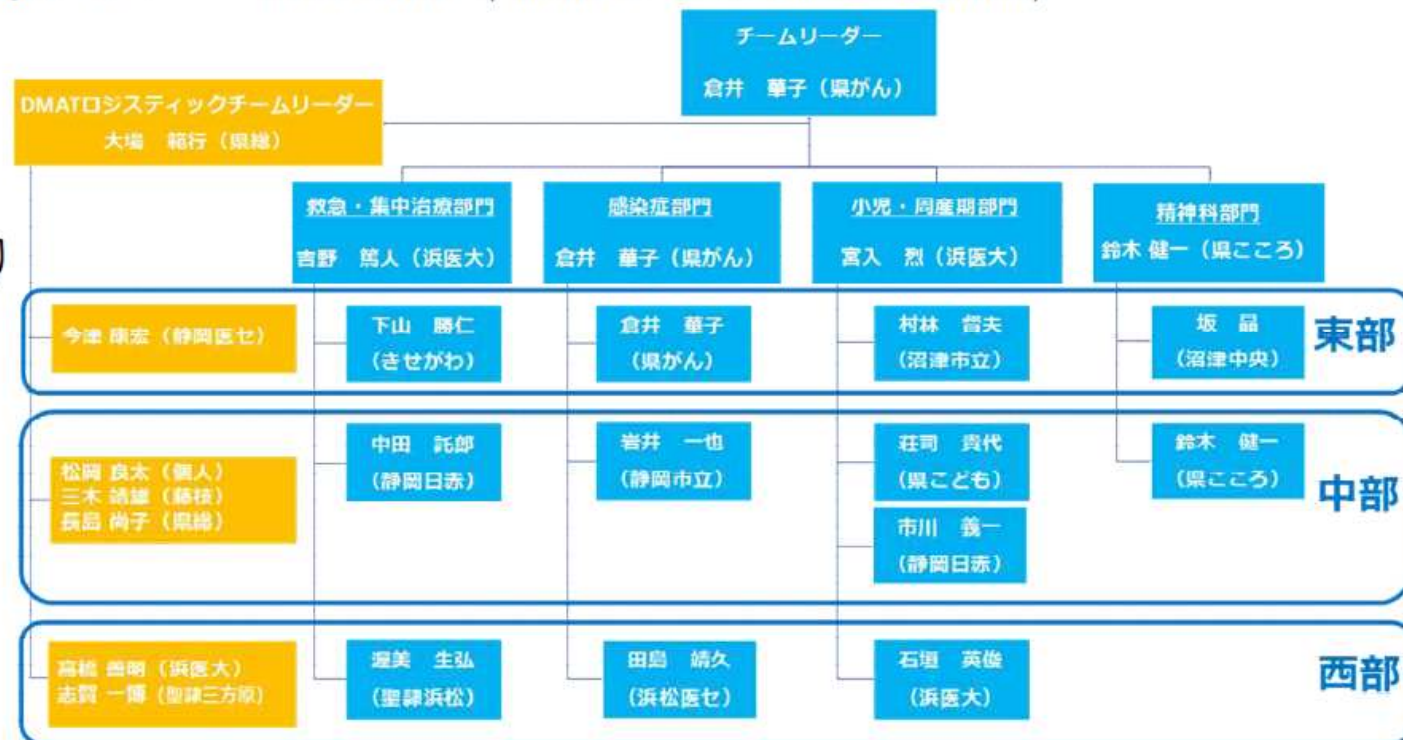 チームリーダー
倉井 華子（県がん）
DMATロジスティックチームリーダー
大場 範行（県総）
救急・集中治療部門
吉野 篤人（浜医大）
感染症部門
倉井 華子（県がん）
小児・周産期部門
宮入 烈（浜医大）
精神科部門
鈴木 健一（県こころ）
今津 康宏（静岡医セ）
下山 勝仁
（きせがわ）
倉井 華子
（県がん）
村林 督夫
（沼津市立）
坂 晶
（沼津中央）
東部
松岡 良太（個人）
三木 靖雄（藤枝）
長島 尚子（県総）
中田 託郎
（静岡日赤）
岩井 一也
（静岡市立）
荘司 貴代
（県こども）
市川 義一
（静岡日赤）
鈴木 健一
（県こころ）
中部
高橋 善明（浜医大）
志賀 一博（聖隷三方原）
渥美 生弘
（聖隷浜松）
田島 靖久
（浜松医セ）
石垣 英俊
（浜医大）
西部